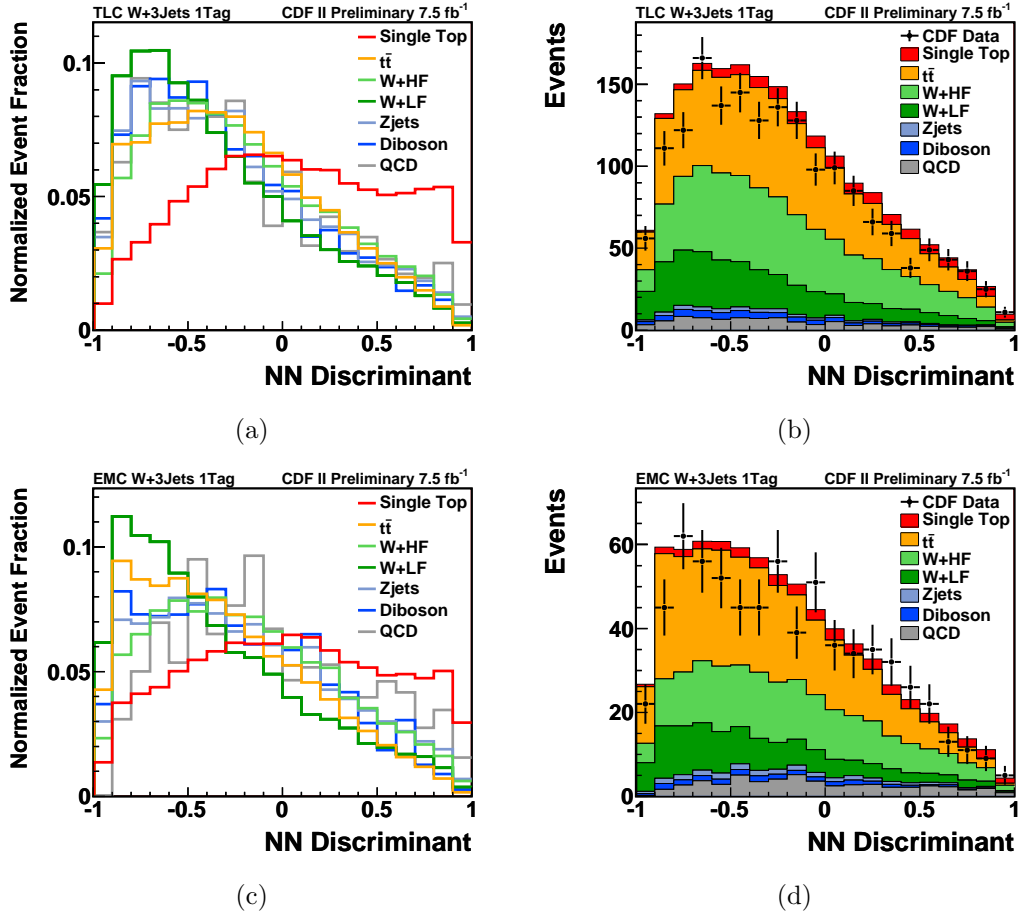 TLC W+3Jets 1Tag CDF II Preliminary 7.5 fb⁻¹
Normalized Event Fraction
0.1
0.05
0
Single Top
tt̄
W+HF
W+LF
Zjets
Diboson
QCD
-1 -0.5 0 0.5 1
NN Discriminant
(a)
TLC W+3Jets 1Tag CDF II Preliminary 7.5 fb⁻¹
Events
150
100
50
0
CDF Data
Single Top
tt̄
W+HF
W+LF
Zjets
Diboson
QCD
-1 -0.5 0 0.5 1
NN Discriminant
(b)
EMC W+3Jets 1Tag CDF II Preliminary 7.5 fb⁻¹
Normalized Event Fraction
0.1
0.05
0
Single Top
tt̄
W+HF
W+LF
Zjets
Diboson
QCD
-1 -0.5 0 0.5 1
NN Discriminant
(c)
EMC W+3Jets 1Tag CDF II Preliminary 7.5 fb⁻¹
Events
60
40
20
0
CDF Data
Single Top
tt̄
W+HF
W+LF
Zjets
Diboson
QCD
-1 -0.5 0 0.5 1
NN Discriminant
(d)